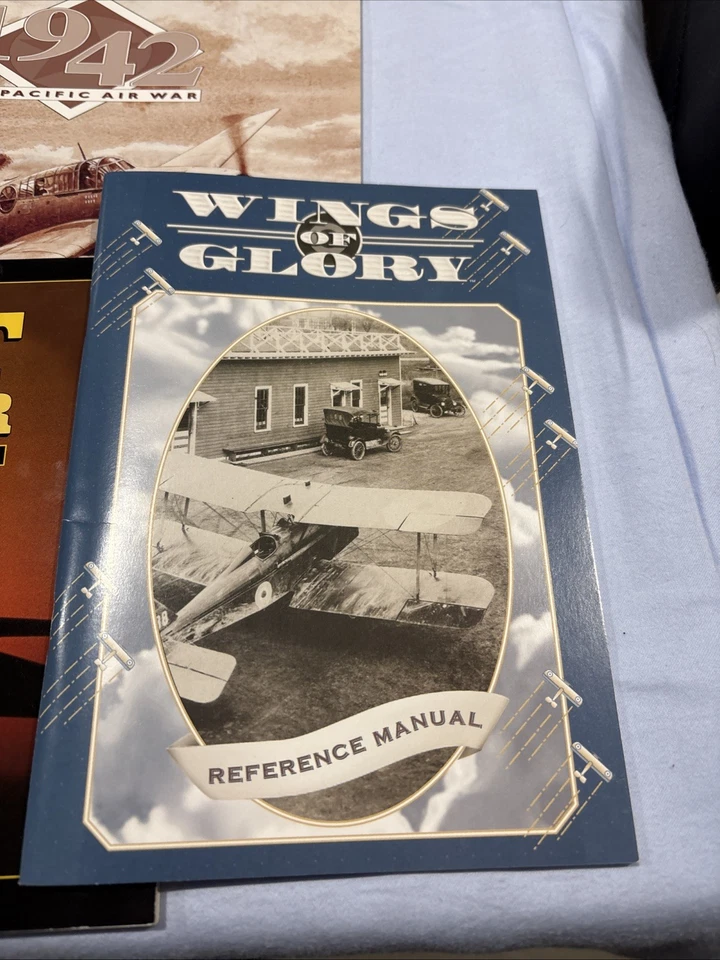 1942
PACIFIC AIR WAR
WINGS
OF
GLORY
REFERENCE MANUAL